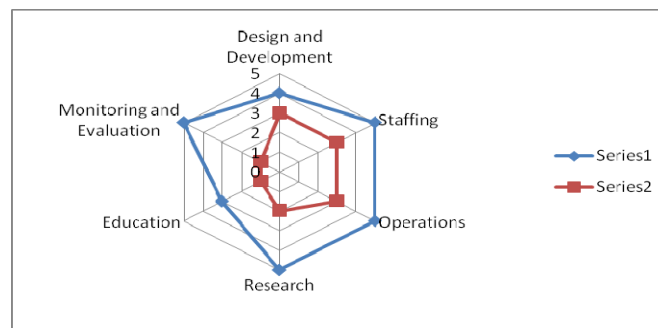 Design and
Development
5
4
3
2
1
0
Monitoring and
Evaluation
Staffing
Series1
Series2
Education
Operations
Research